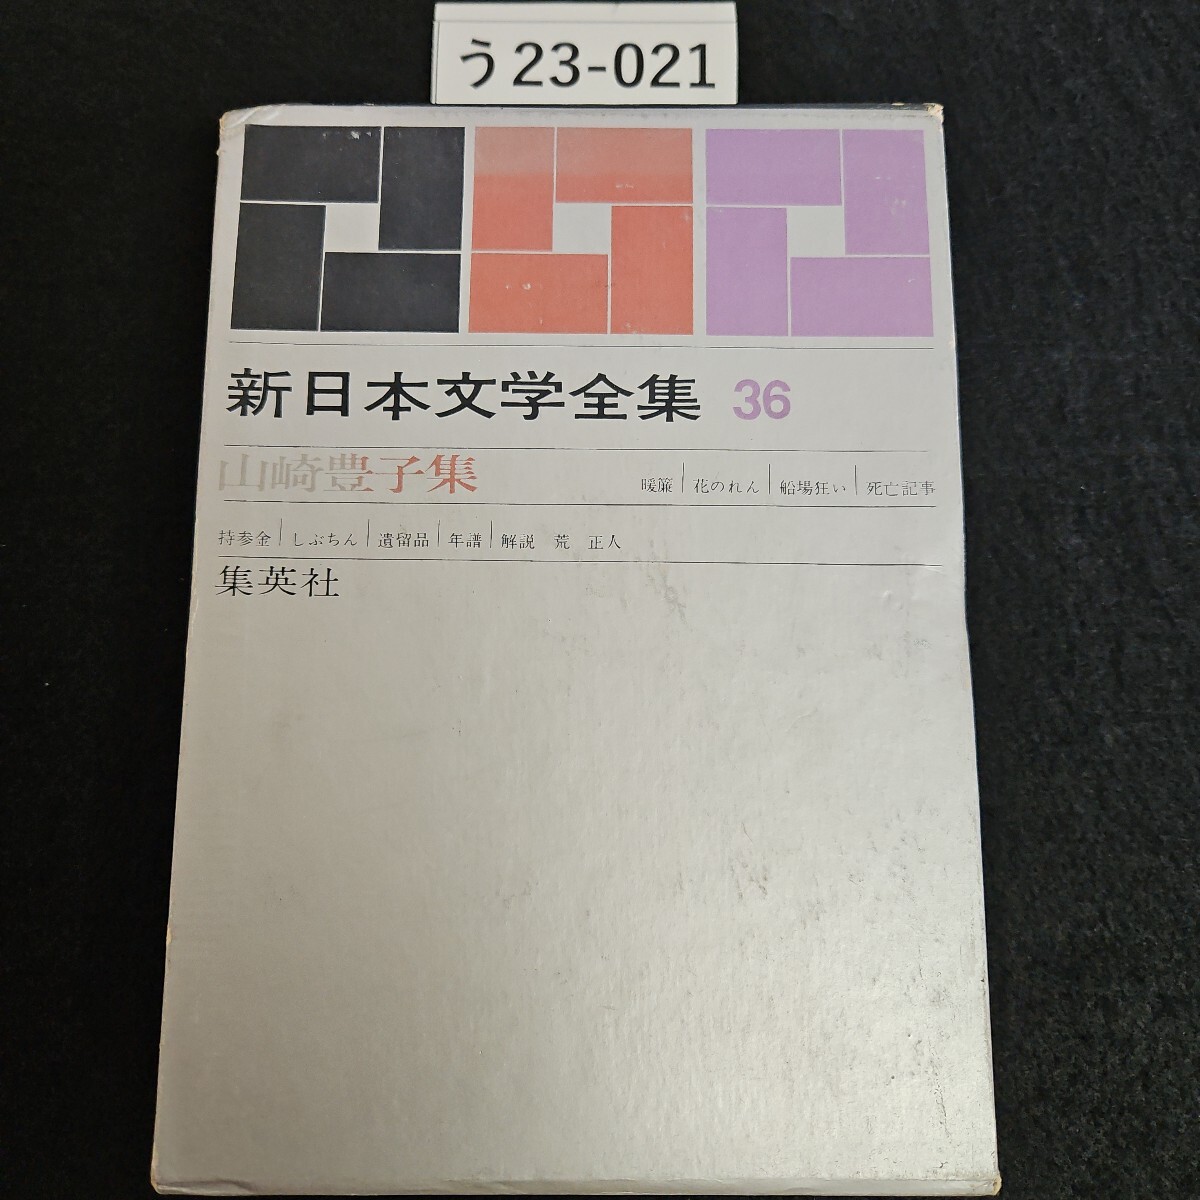 う23-021
新日本文学全集 36
山崎豊子集 暖簾|花のれん|船場狂い|死亡記事
持参金|しぶちん|遺留品|年譜|解説 荒 正人
集英社